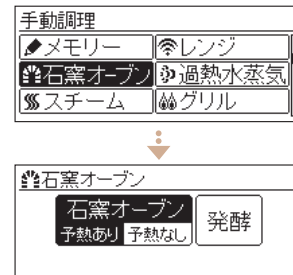 手動調理
メモリー レンジ
石窯オーブン 過熱水蒸気
スチーム グリル
石窯オーブン
石窯オーブン
予熱あり 予熱なし 発酵